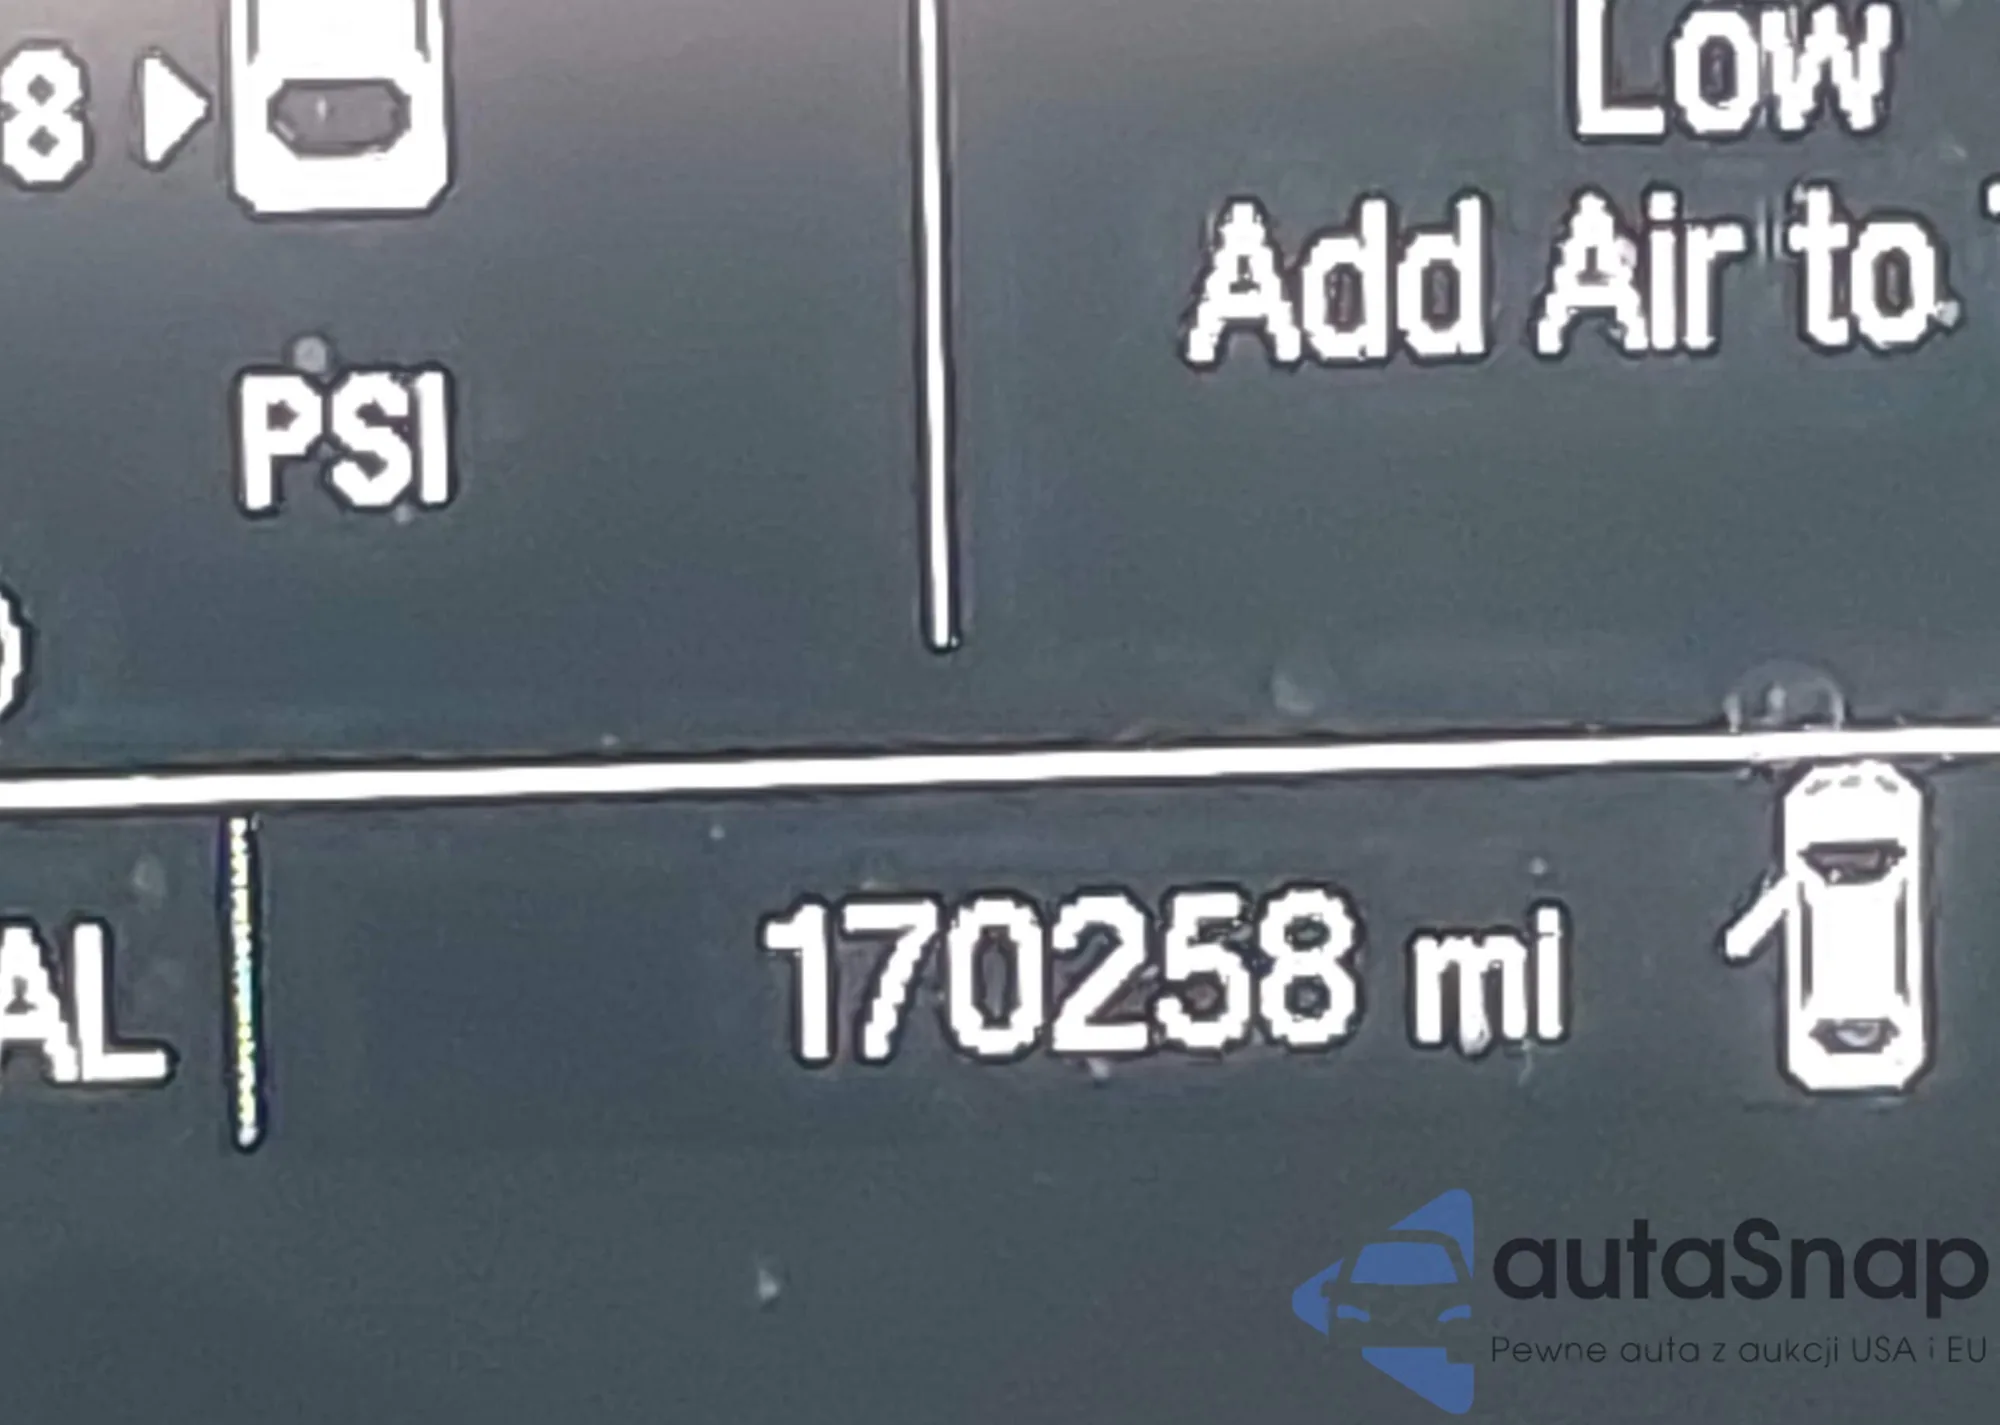 Low
8
Add Air to
PSI
AL
170258 mi
autaSnap
Pewne auta z aukcji USA i EU